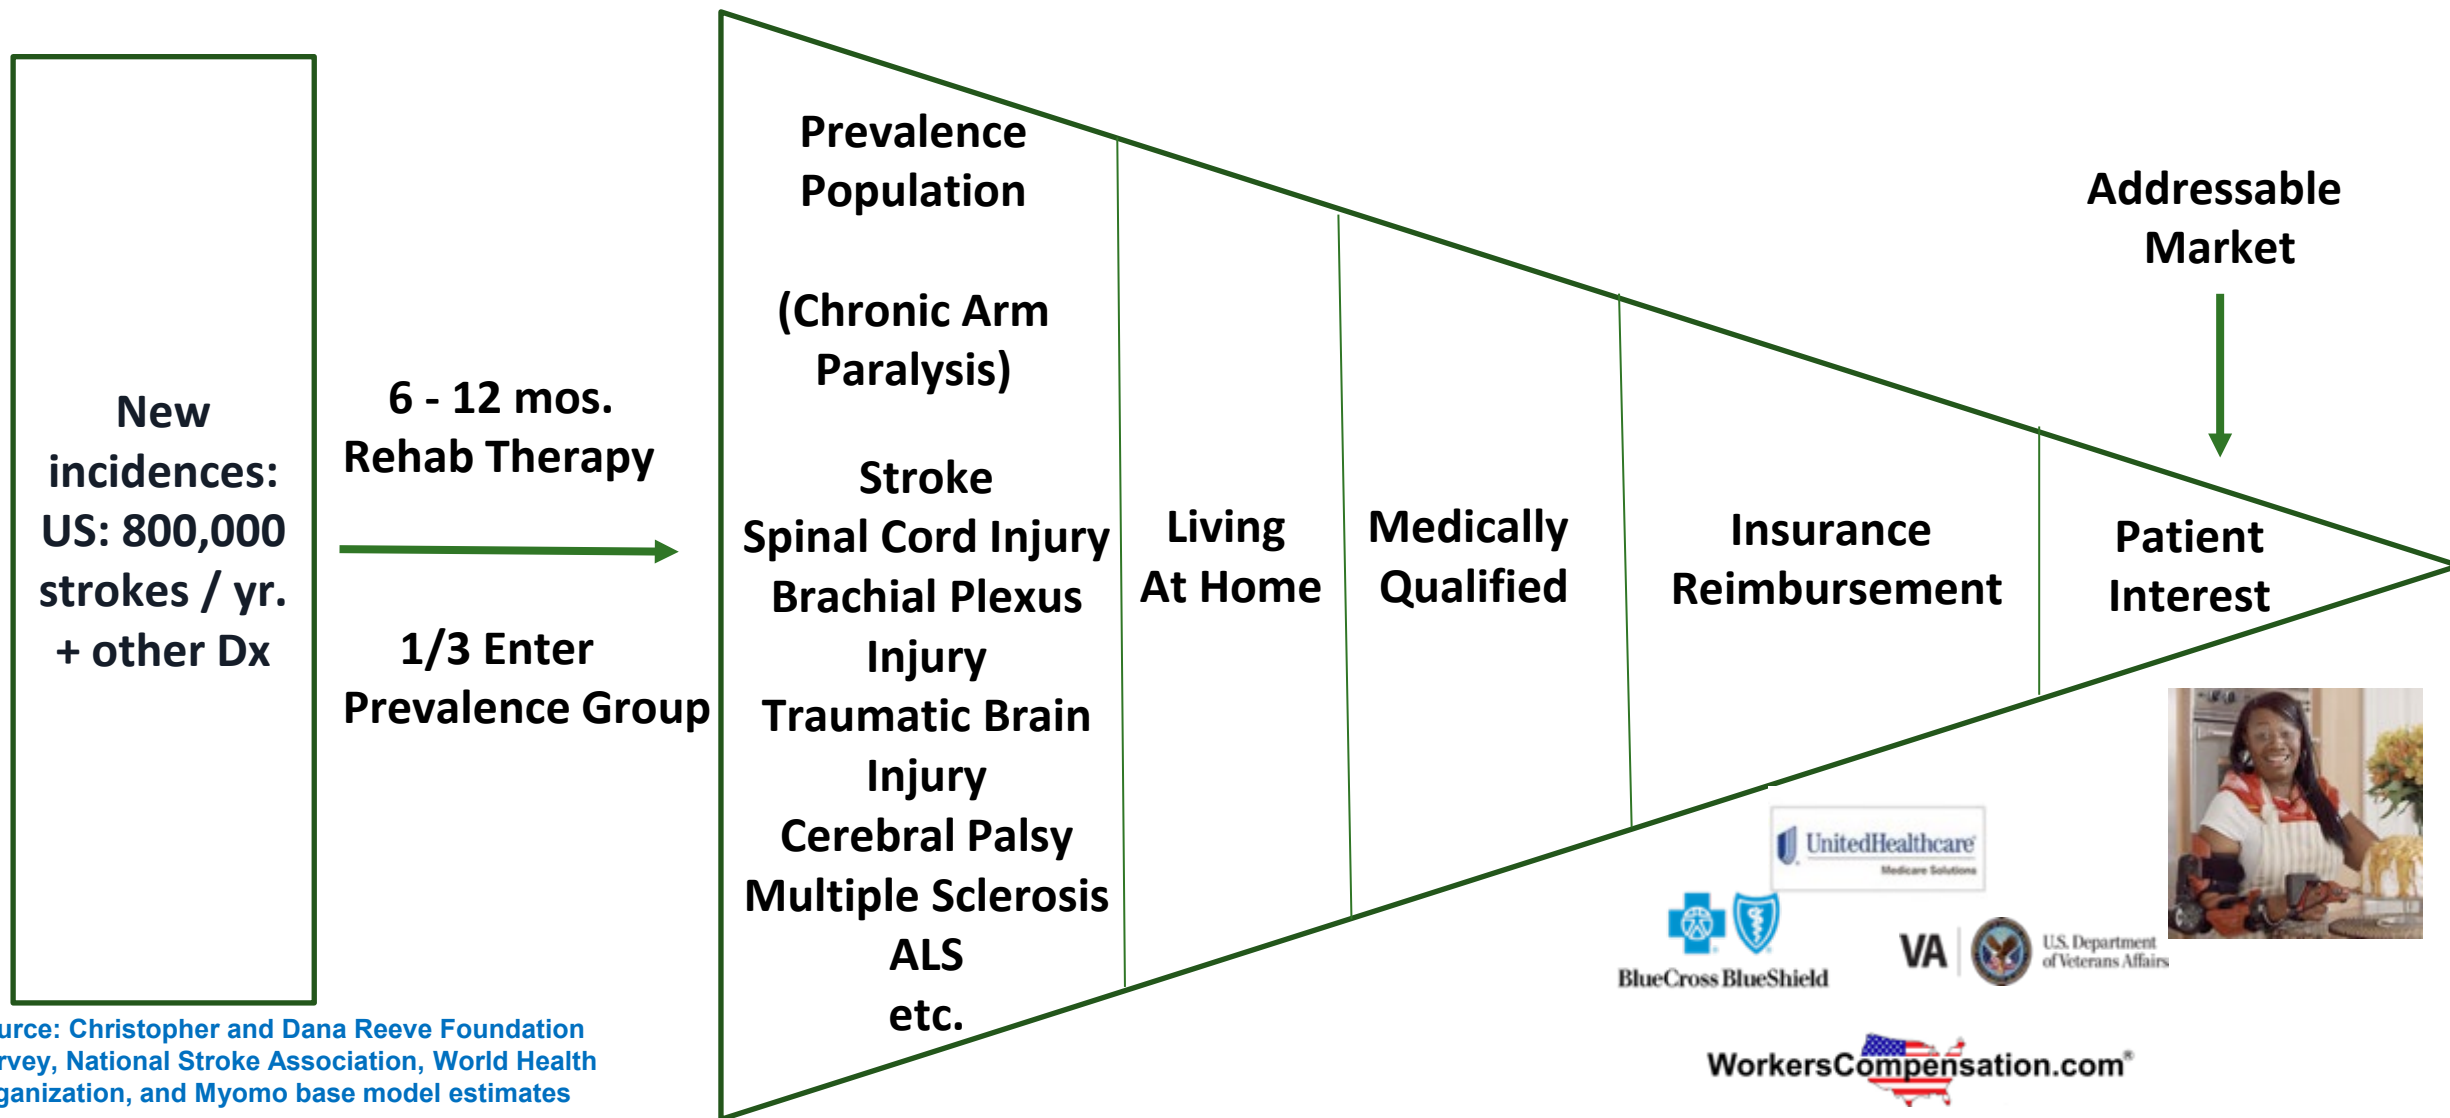 New
incidences:
US: 800,000
strokes / yr.
+ other Dx
6 - 12 mos.
Rehab Therapy
1/3 Enter
Prevalence Group
Prevalence
Population
(Chronic Arm
Paralysis)
Stroke
Spinal Cord Injury
Brachial Plexus
Injury
Traumatic Brain
Injury
Cerebral Palsy
Multiple Sclerosis
ALS
etc.
Living
At Home
Medically
Qualified
Insurance
Reimbursement
Addressable
Market
Patient
Interest
UnitedHealthcare®
Medicare Solutions
BlueCross BlueShield
VA
U.S. Department
of Veterans Affairs
WorkersCompensation.com®
urce: Christopher and Dana Reeve Foundation
rvey, National Stroke Association, World Health
ganization, and Myomo base model estimates